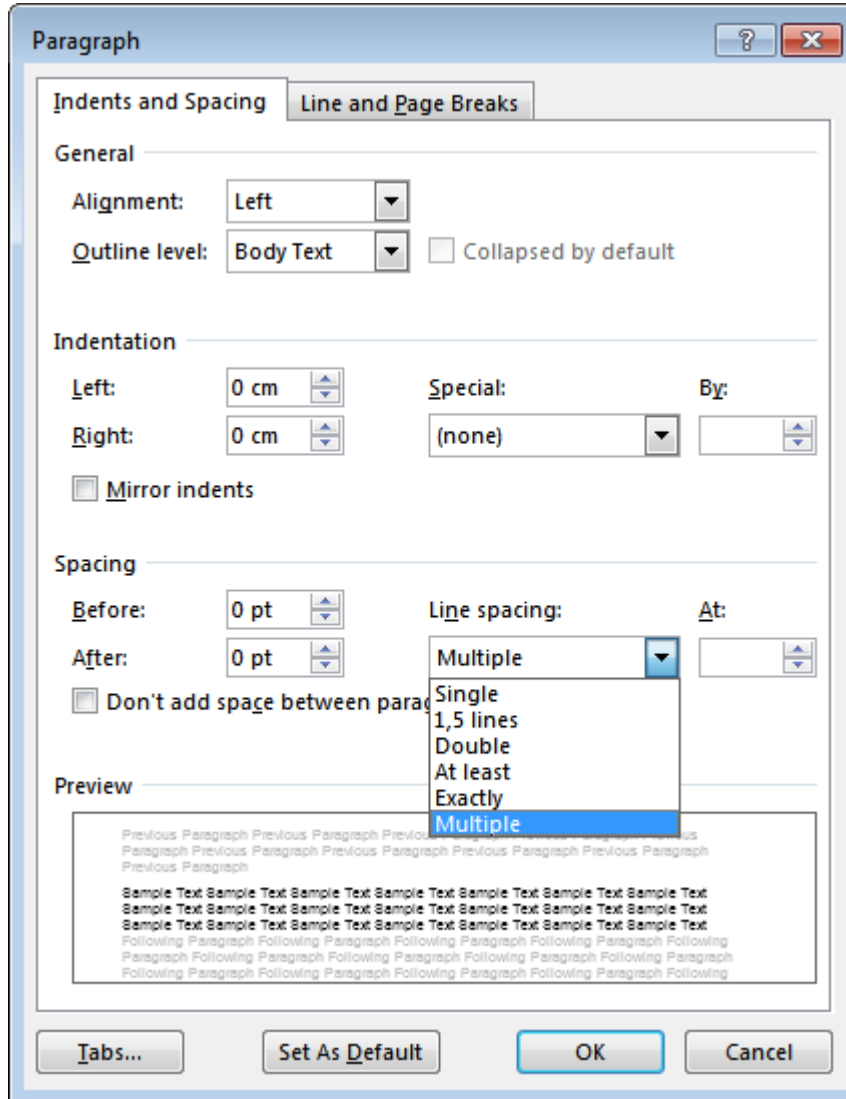 Paragraph
?
Indents and Spacing Line and Page Breaks
General
Alignment: Left
Outline level: Body Text Collapsed by default
Indentation
Left: 0 cm Special: By:
Right: 0 cm (none)
Mirror indents
Spacing
Before: 0 pt Line spacing: At:
After: 0 pt Multiple
Don't add space between
Single
1,5 lines
Double
At least
Exactly
Multiple
Preview
Previous Paragraph Previous Paragraph
Paragraph Previous Paragraph Previous Paragraph Previous Paragraph Previous Paragraph
Previous Paragraph
Sample Text Sample Text Sample Text Sample Text Sample Text Sample Text Sample Text
Sample Text Sample Text Sample Text Sample Text Sample Text Sample Text Sample Text
Sample Text Sample Text Sample Text Sample Text Sample Text Sample Text Sample Text
Following Paragraph Following Paragraph Following Paragraph Following Paragraph Following
Paragraph Following Paragraph Following Paragraph Following Paragraph Following Paragraph
Following Paragraph Following Paragraph Following Paragraph Following Paragraph Following
Tabs... Set As Default OK Cancel